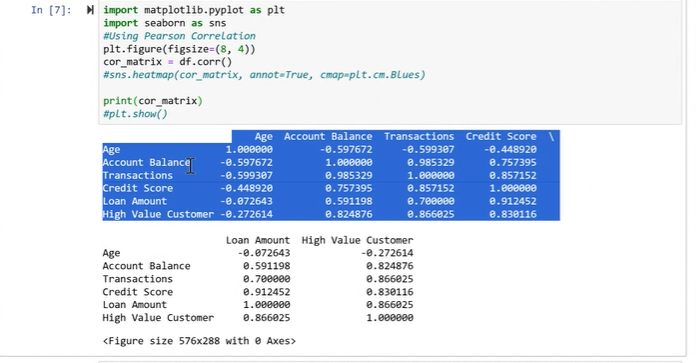 In [7]:
import matplotlib.pyplot as plt
import seaborn as sns
#Using Pearson Correlation
plt.figure(figsize=(8, 4))
cor_matrix = df.corr()
#sns.heatmap(cor_matrix, annot=True, cmap=plt.cm.Blues)
print(cor_matrix)
#plt.show()
Age Account Balance Transactions Credit Score \
Age 1.000000 -0.597672 -0.599307 -0.448920
Account Balance -0.597672 1.000000 0.985329 0.757395
Transactions -0.599307 0.985329 1.000000 0.857152
Credit Score -0.448920 0.757395 0.857152 1.000000
Loan Amount -0.072643 0.591198 0.700000 0.912452
High Value Customer -0.272614 0.824876 0.866025 0.830116
Loan Amount High Value Customer
Age -0.072643 -0.272614
Account Balance 0.591198 0.824876
Transactions 0.700000 0.866025
Credit Score 0.912452 0.830116
Loan Amount 1.000000 0.866025
High Value Customer 0.866025 1.000000
<Figure size 576x288 with 0 Axes>